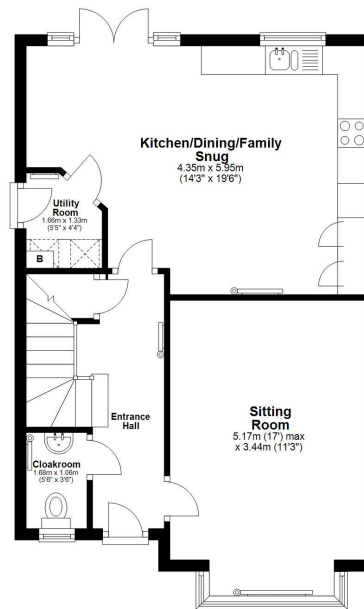 Kitchen/Dining/Family
Snug
4.35m x 5.95m
(14'3" x 19'6")
Utility
Room
1.66m x 1.33m
(5'5" x 4'4")
B
Entrance
Hall
Sitting
Room
5.17m (17') max
x 3.44m (11'3")
Cloakroom
1.68m x 1.06m
(5'6" x 3'6")